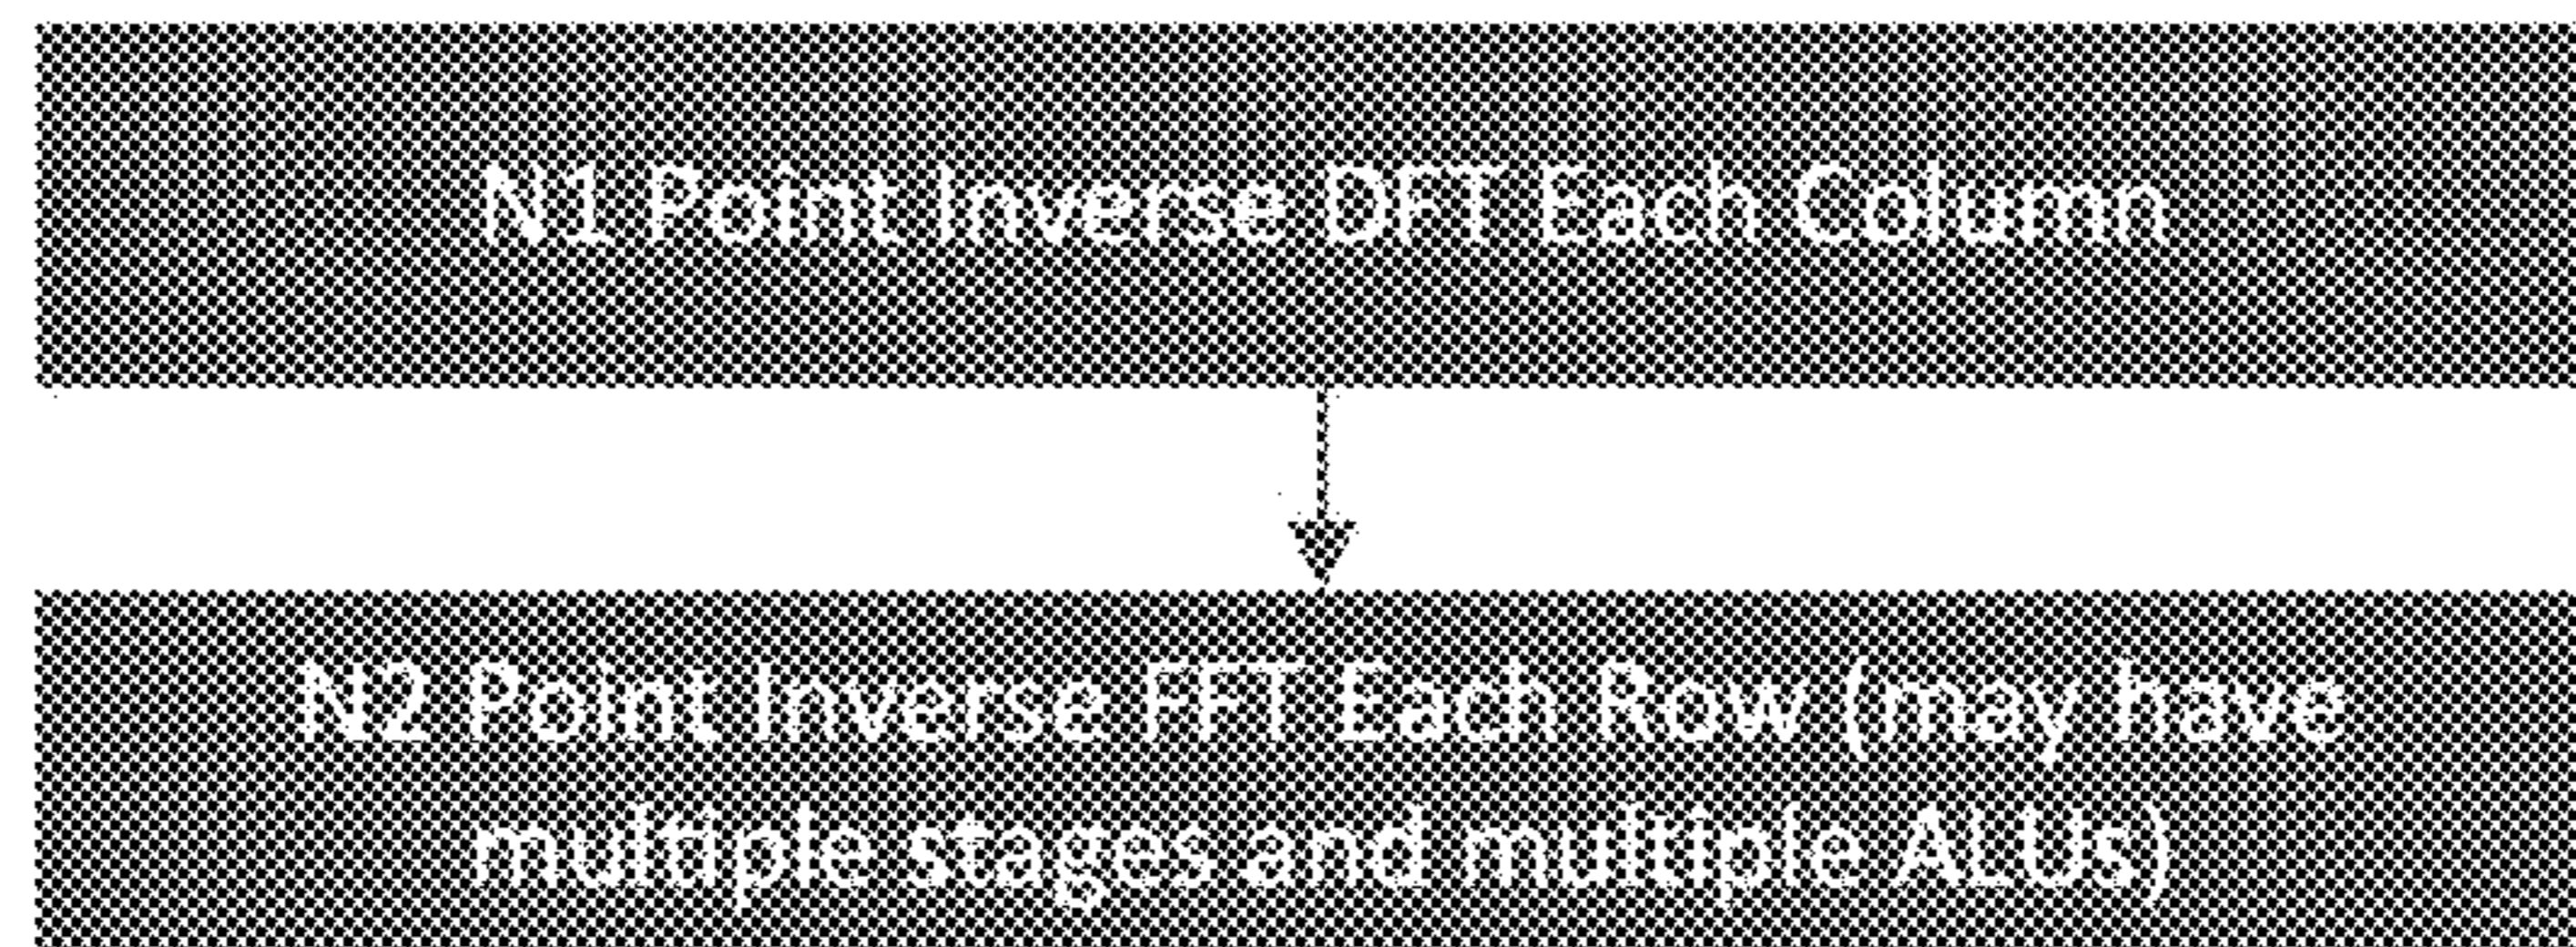 N1 Point Inverse DFT Each Column
N2 Point Inverse FFT Each Row (may have
multiple stages and multiple ALUs)